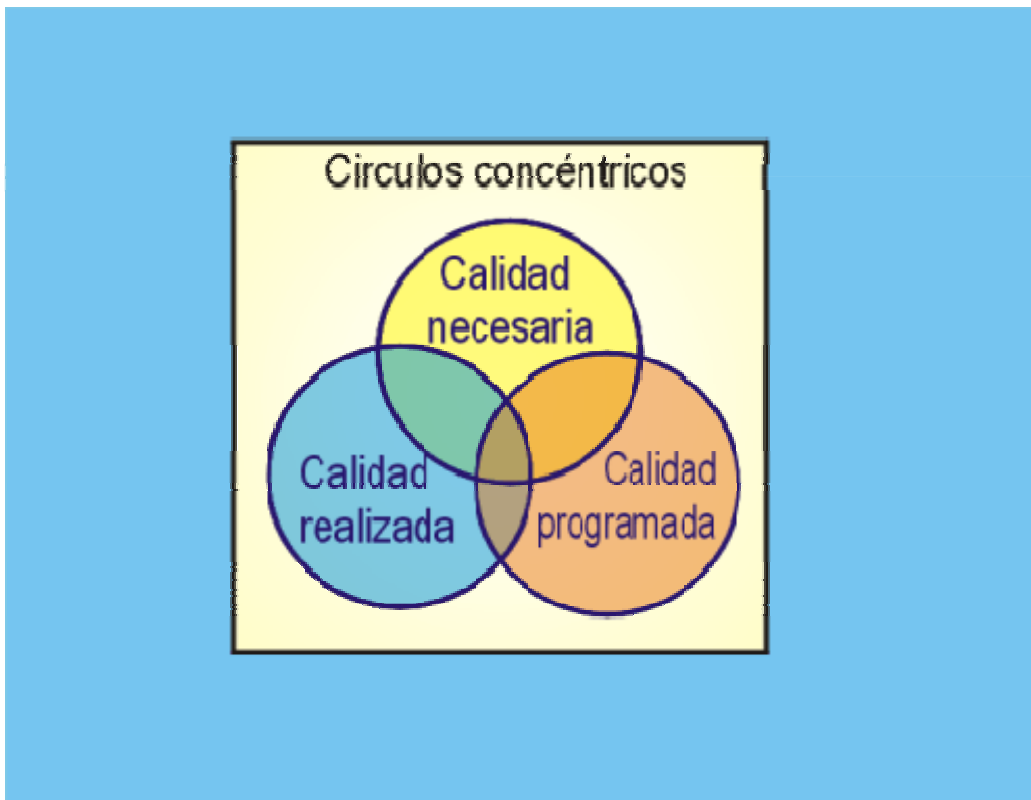 Circulos concéntricos
Calidad
necesaria
Calidad
realizada
Calidad
programada